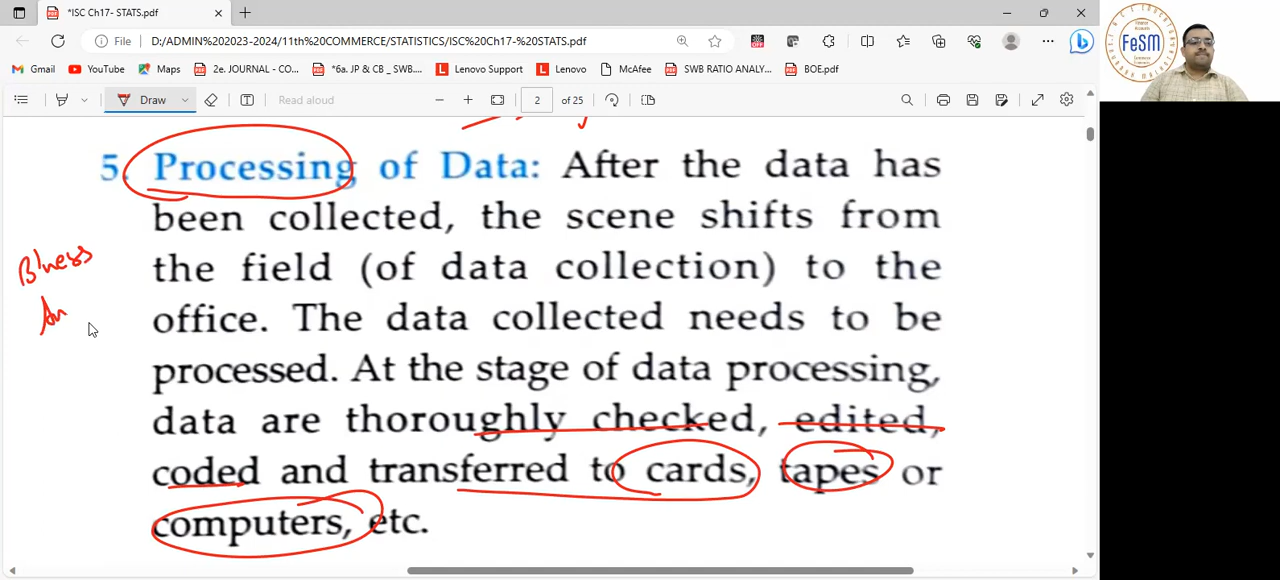 *ISC Ch17- STATS.pdf
File D:/ADMIN%202023-2024/11th%20COMMERCE/STATISTICS/ISC%20CH17-%20STATS.pdf
Gmail YouTube Maps 2e. JOURNAL - CO... *6a. JP & CB _ SWB... Lenovo Support Lenovo McAfee SWB RATIO ANALY... BOE.pdf
Draw Read aloud 2 of 25
5. Processing of Data: After the data has
been collected, the scene shifts from
the field (of data collection) to the
office. The data collected needs to be
processed. At the stage of data processing,
data are thoroughly checked, edited,
coded and transferred to cards, tapes or
computers, etc.
B'ness
An
FeSM